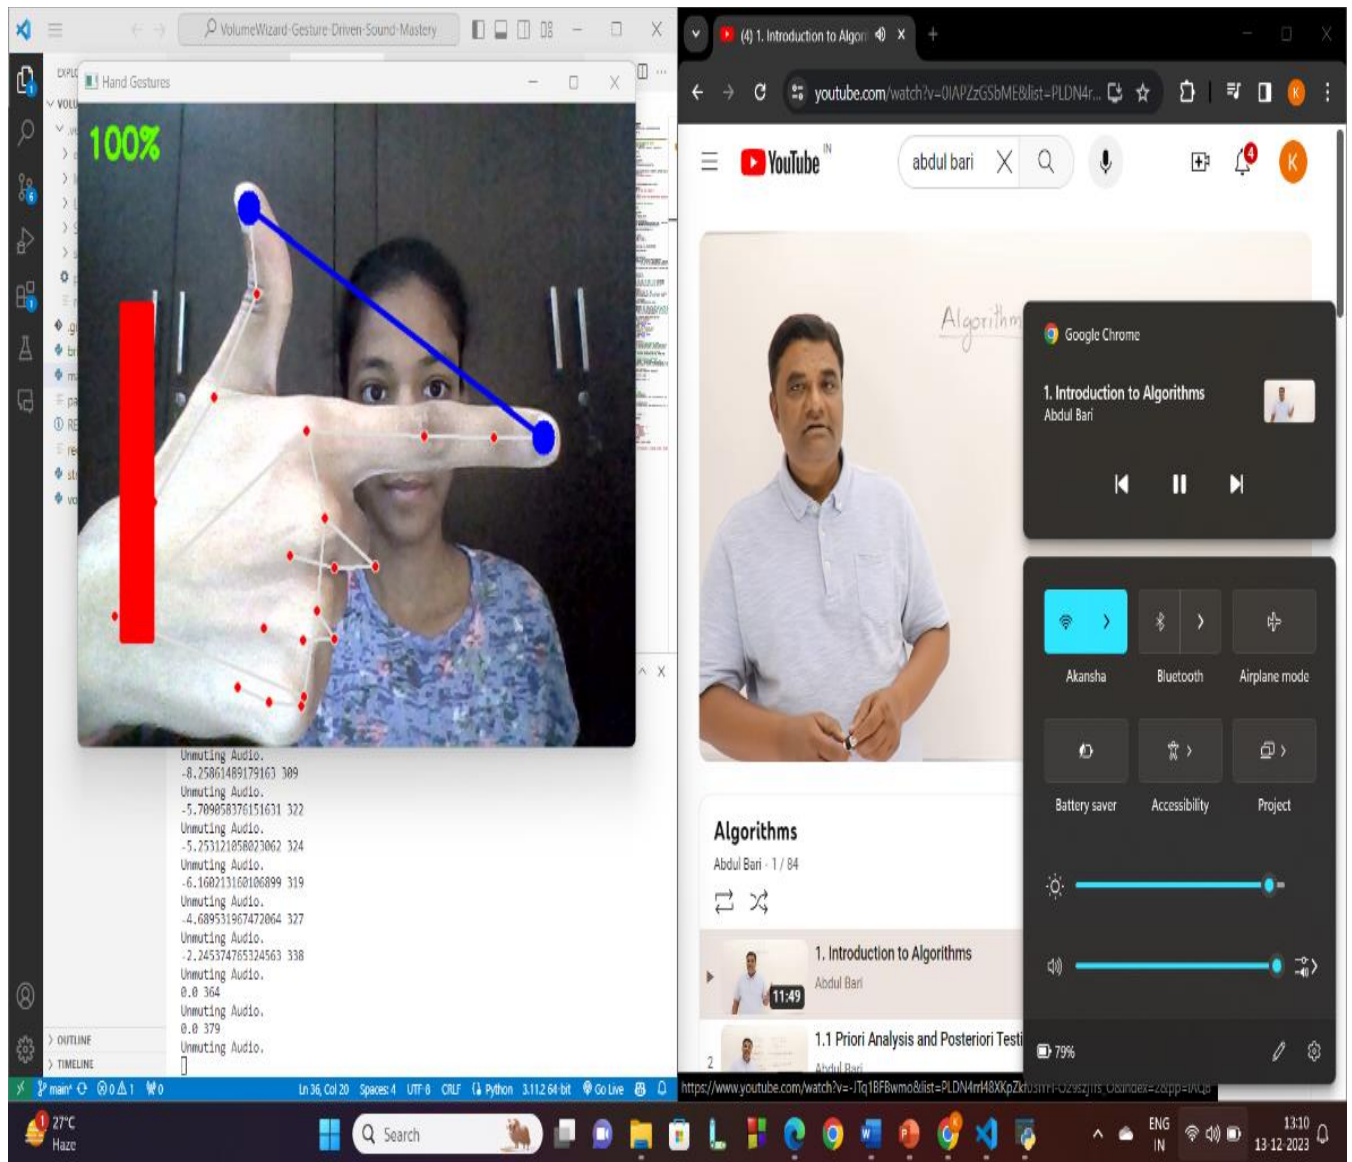 VolumeWizard-Gesture-Driven-Sound-Mastery
Hand Gestures
100%
Unmuting Audio.
-8.25861489179163 309
Unmuting Audio.
-5.709058376151631 322
Unmuting Audio.
-5.253121058023062 324
Unmuting Audio.
-6.160213160106899 319
Unmuting Audio.
-4.689531967472064 327
Unmuting Audio.
-2.245374765324563 338
Unmuting Audio.
0.0 364
Unmuting Audio.
0.0 379
Unmuting Audio.
OUTLINE
TIMELINE
main* 0 1 0 Ln 36, Col 20 Spaces: 4 UTF-8 CRLF Python 3.11.2 64-bit Go Live
(4) 1. Introduction to Algori
youtube.com/watch?v=0IAPZzGSbME&list=PLDN4r...
YouTube IN
abdul bari
4
K
Algorithm
Google Chrome
1. Introduction to Algorithms
Abdul Bari
Akansha Bluetooth Airplane mode
Battery saver Accessibility Project
79%
Algorithms
Abdul Bari - 1 / 84
1. Introduction to Algorithms
Abdul Bari
11:49
1.1 Priori Analysis and Posteriori Testi
Abdul Bari
2
27°C
Haze
Search
ENG
IN
13:10
13-12-2023